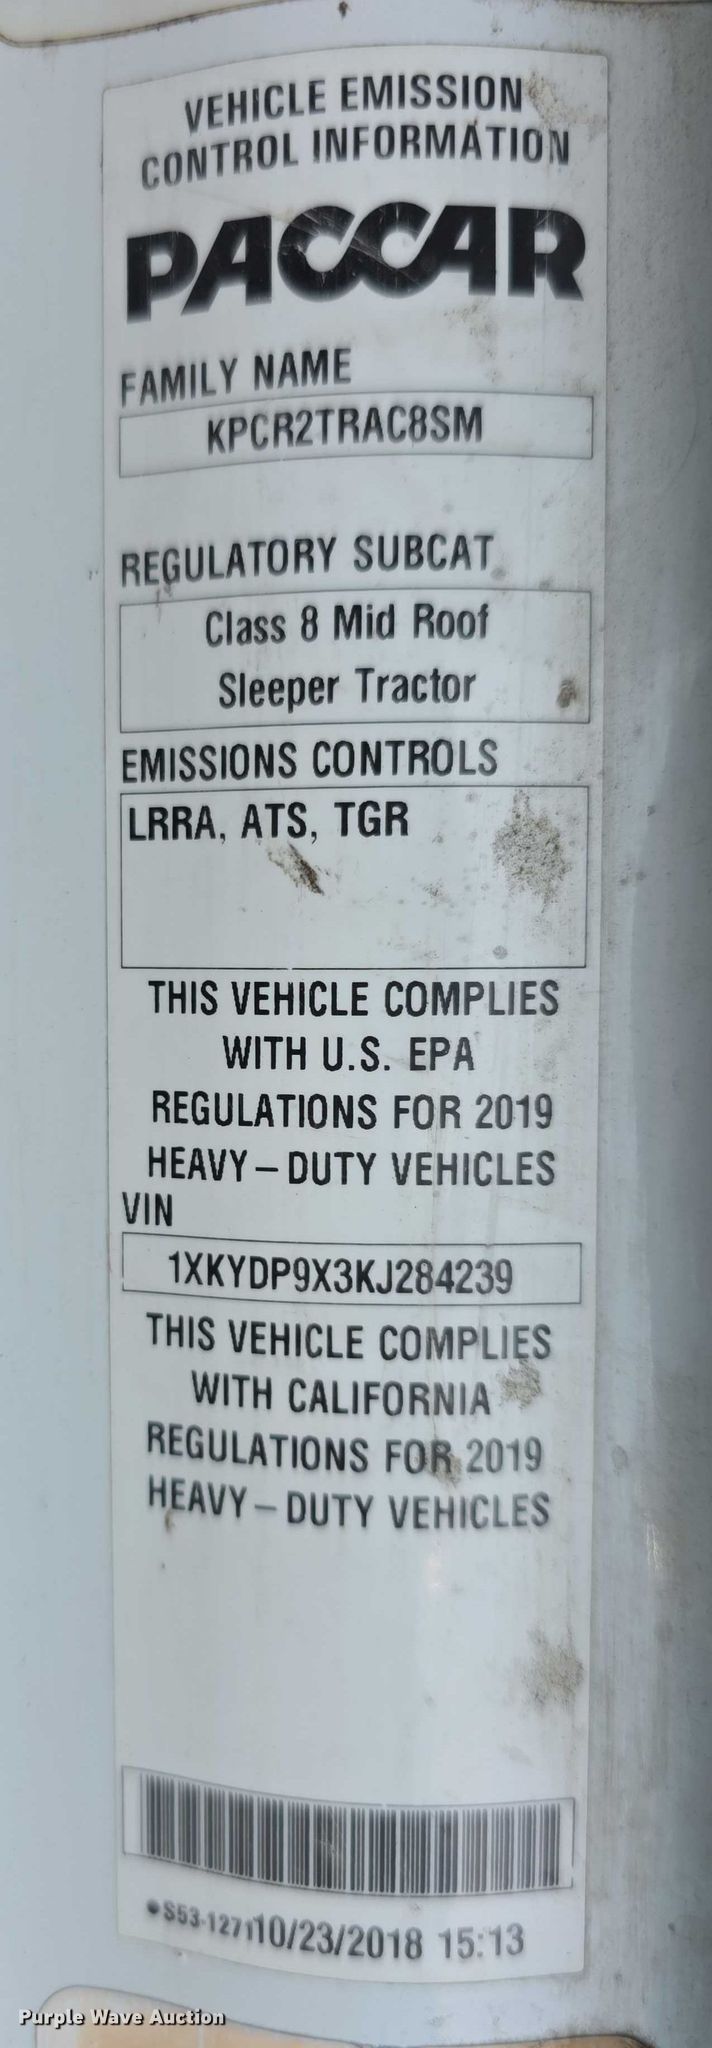 VEHICLE EMISSION
CONTROL INFORMATION
PACCAR
FAMILY NAME
KPCR2TRAC8SM
REGULATORY SUBCAT
Class 8 Mid Roof
Sleeper Tractor
EMISSIONS CONTROLS
LRRA, ATS, TGR
THIS VEHICLE COMPLIES
WITH U.S. EPA
REGULATIONS FOR 2019
HEAVY-DUTY VEHICLES
VIN
1XKYDP9X3KJ284239
THIS VEHICLE COMPLIES
WITH CALIFORNIA
REGULATIONS FOR 2019
HEAVY-DUTY VEHICLES
S53-1271 10/23/2018 15:13
Purple Wave Auction